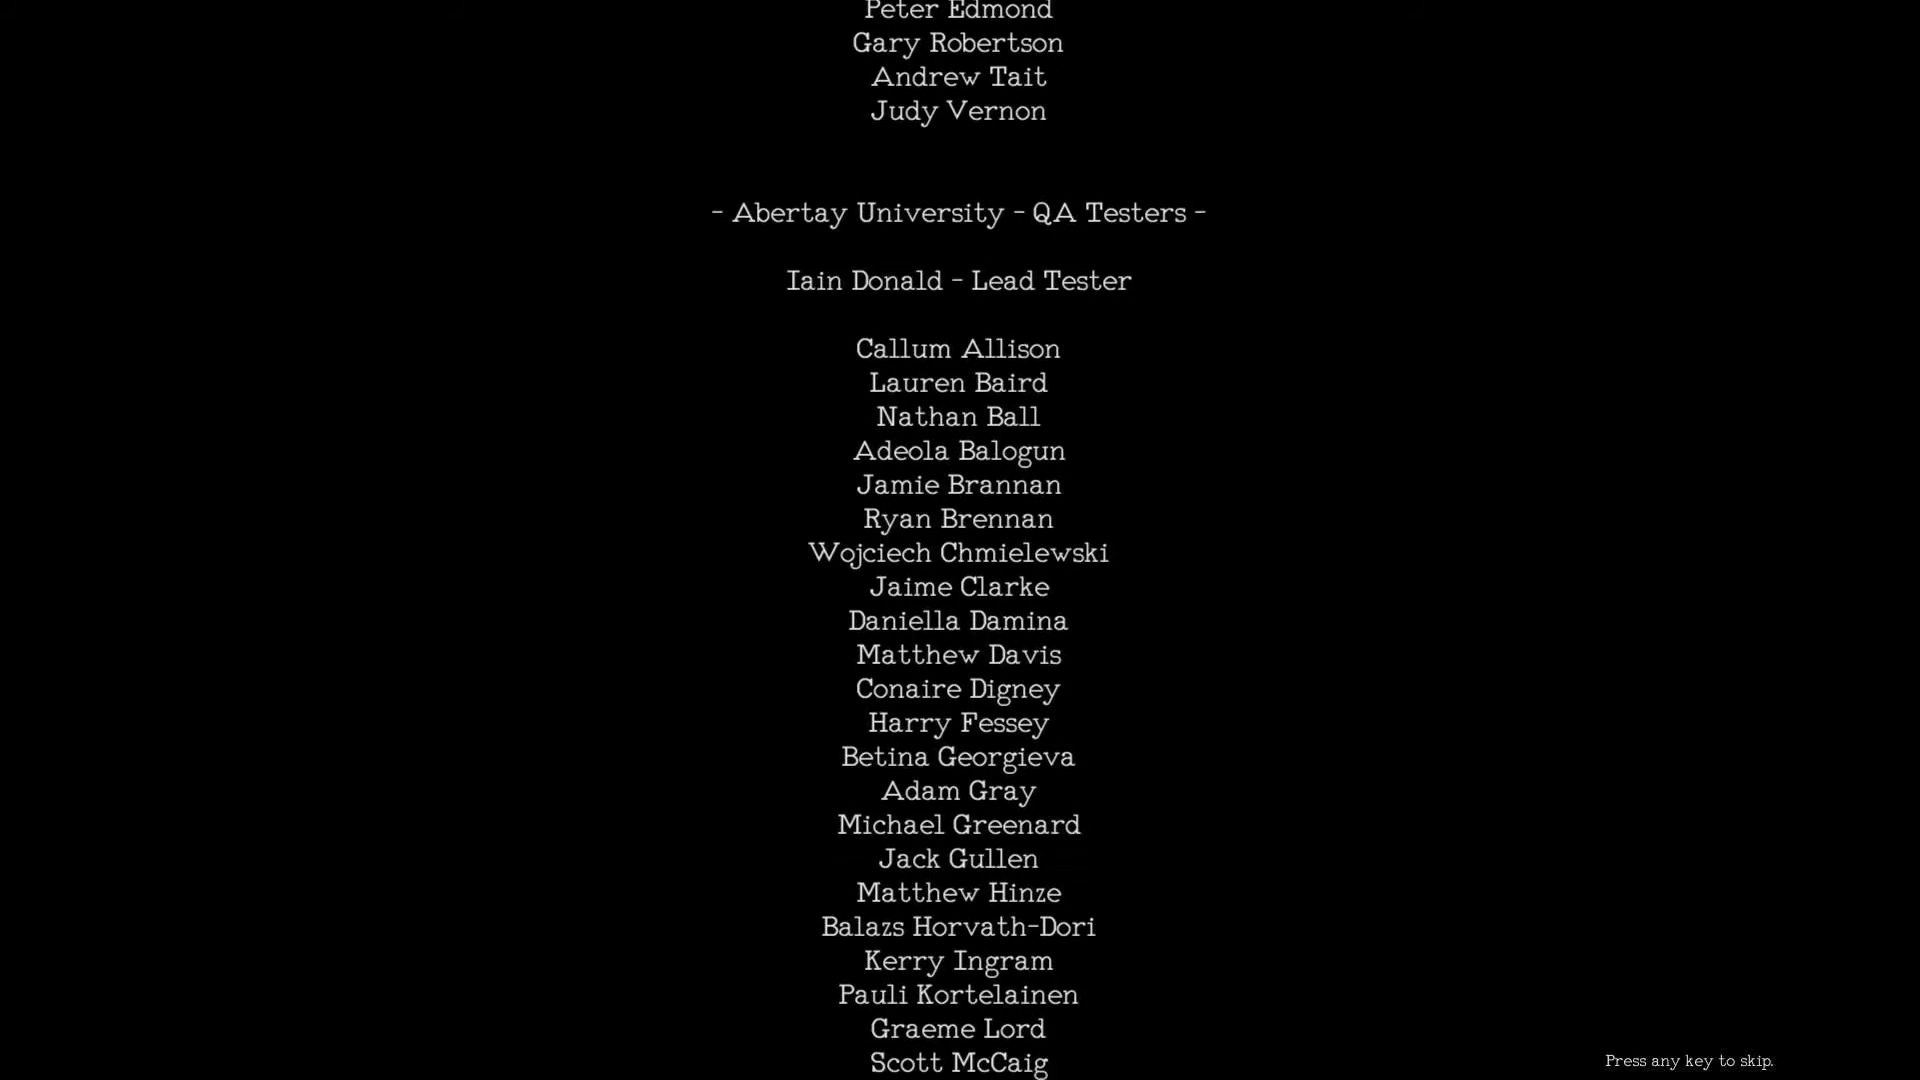 Peter Edmond
Gary Robertson
Andrew Tait
Judy Vernon
- Abertay University - QA Testers -
Iain Donald - Lead Tester
Callum Allison
Lauren Baird
Nathan Ball
Adeola Balogun
Jamie Brannan
Ryan Brennan
Wojciech Chmielewski
Jaime Clarke
Daniella Damina
Matthew Davis
Conaire Digney
Harry Fessey
Betina Georgieva
Adam Gray
Michael Greenard
Jack Gullen
Matthew Hinze
Balazs Horvath-Dori
Kerry Ingram
Pauli Kortelainen
Graeme Lord
Scott McCaig
Press any key to skip.